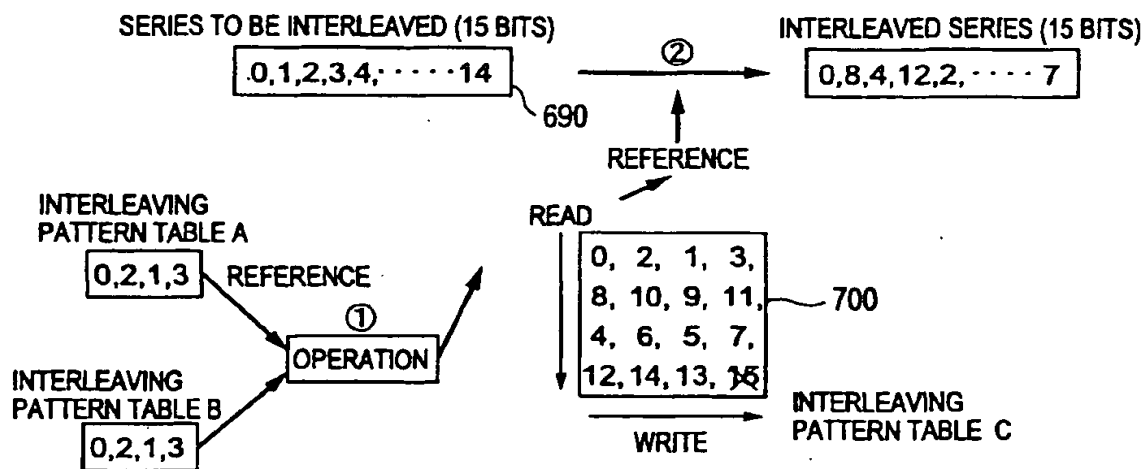 SERIES TO BE INTERLEAVED (15 BITS)
0,1,2,3,4,·····14
690
②
INTERLEAVED SERIES (15 BITS)
0,8,4,12,2,···· 7
REFERENCE
INTERLEAVING
PATTERN TABLE A
0,2,1,3
REFERENCE
①
OPERATION
INTERLEAVING
PATTERN TABLE B
0,2,1,3
READ
0, 2, 1, 3,
8, 10, 9, 11,
4, 6, 5, 7,
12, 14, 13, 15
700
WRITE
INTERLEAVING
PATTERN TABLE C